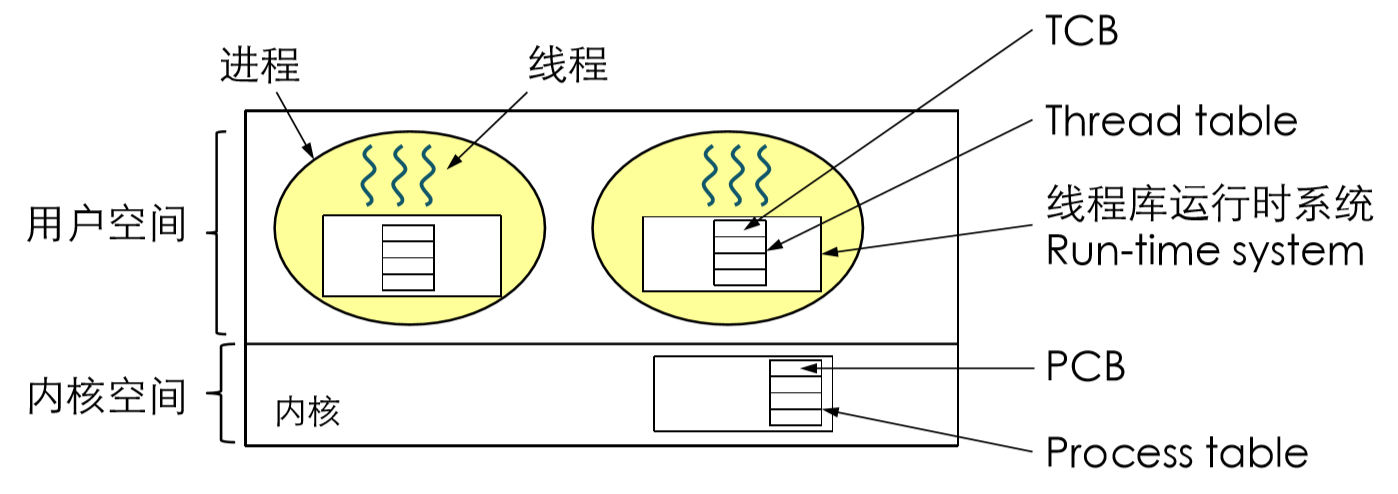 进程
线程
TCB
Thread table
用户空间
线程库运行时系统
Run-time system
内核空间
内核
PCB
Process table